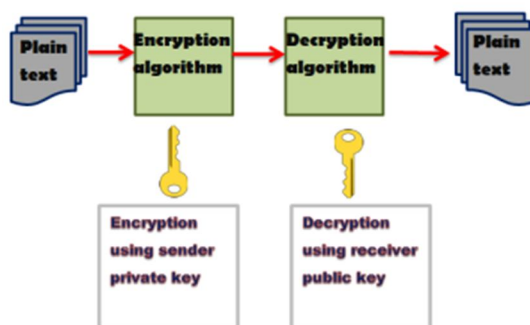 Plain
text
Encryption
algorithm
Decryption
algorithm
Plain
text
Encryption
using sender
private key
Decryption
using receiver
public key